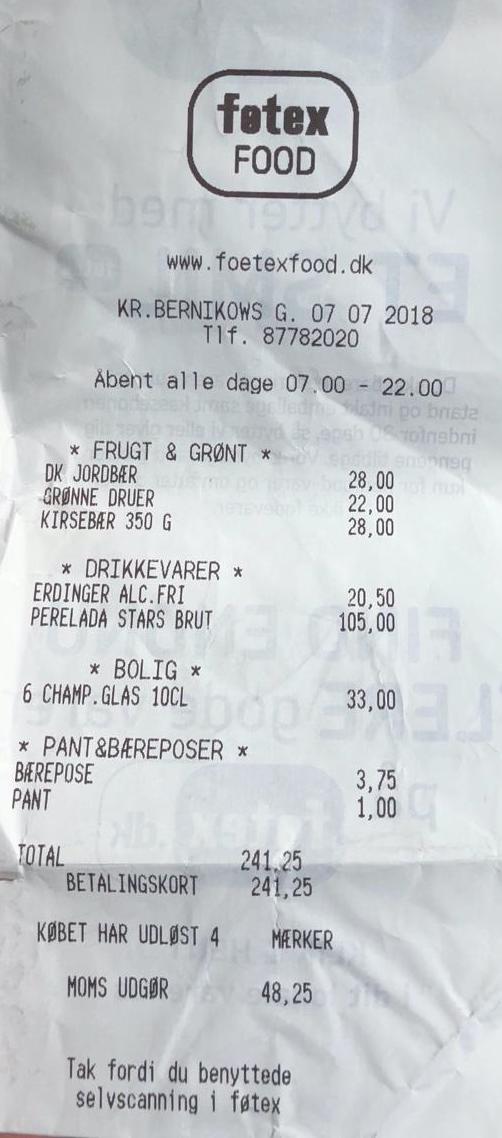 føtex
FOOD
www.foetexfood.dk
KR.BERNIKOWS G. 07 07 2018
Tlf. 87782020
Åbent alle dage 07.00 - 22.00
* FRUGT & GRØNT *
DK JORDBÆR 28,00
GRØNNE DRUER 22,00
KIRSEBÆR 350 G 28,00
* DRIKKEVARER *
ERDINGER ALC.FRI 20,50
PERELADA STARS BRUT 105,00
* BOLIG *
6 CHAMP.GLAS 10CL 33,00
* PANT&BÆREPOSER *
BÆREPOSE 3,75
PANT 1,00
TOTAL 241,25
BETALINGSKORT 241,25
KØBET HAR UDLØST 4 MÆRKER
MOMS UDGØR 48,25
Tak fordi du benyttede
selvscanning i føtex